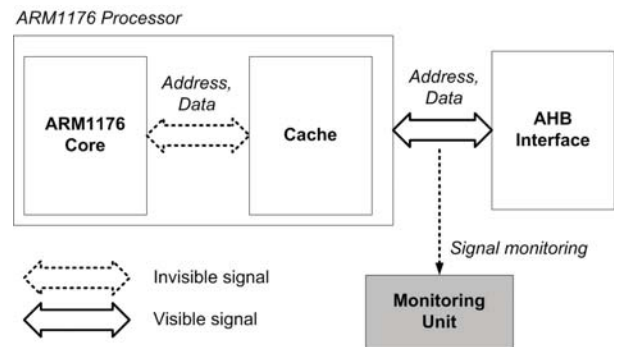 ARM1176 Processor
Address,
Data
ARM1176
Core
Cache
Address,
Data
AHB
Interface
Signal monitoring
Invisible signal
Visible signal
Monitoring
Unit